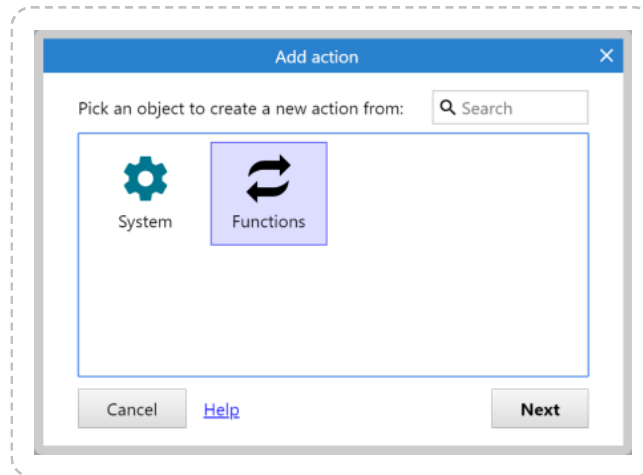 Add action
Pick an object to create a new action from:
Search
System
Functions
Cancel
Help
Next